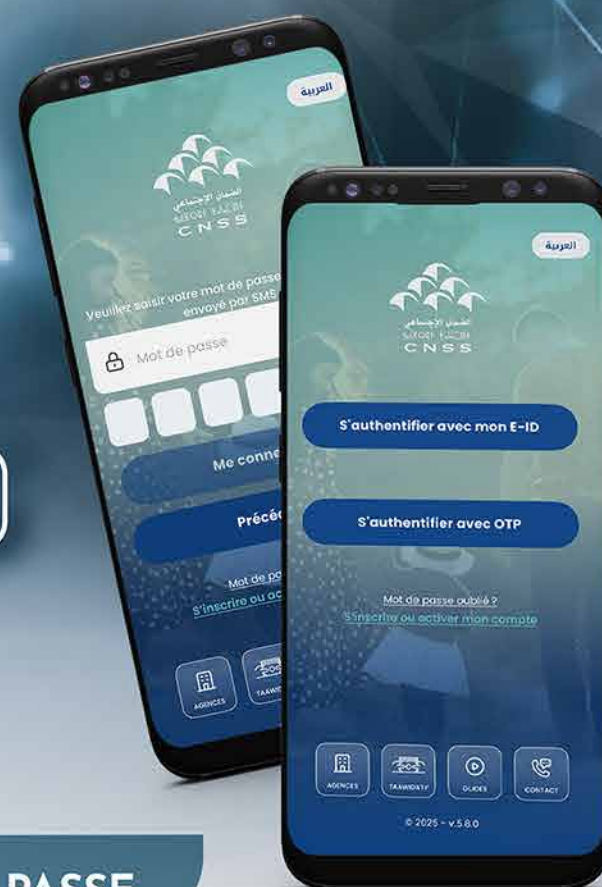 العربية
الضمان الاجتماعي
CNSS
Veuillez saisir votre mot de passe
envoyé par SMS
Mot de passe
Me conne
Précéd
Mot de pa
S'inscrire ou ac
AGENCES
العربية
الضمان الاجتماعي
CNSS
S'authentifier avec mon E-ID
S'authentifier avec OTP
Mot de passe oublié ?
S'inscrire ou activer mon compte
AGENCES
TAAWIDATY
GUIDES
CONTACT
© 2025 - v.5.8.0
PASSE